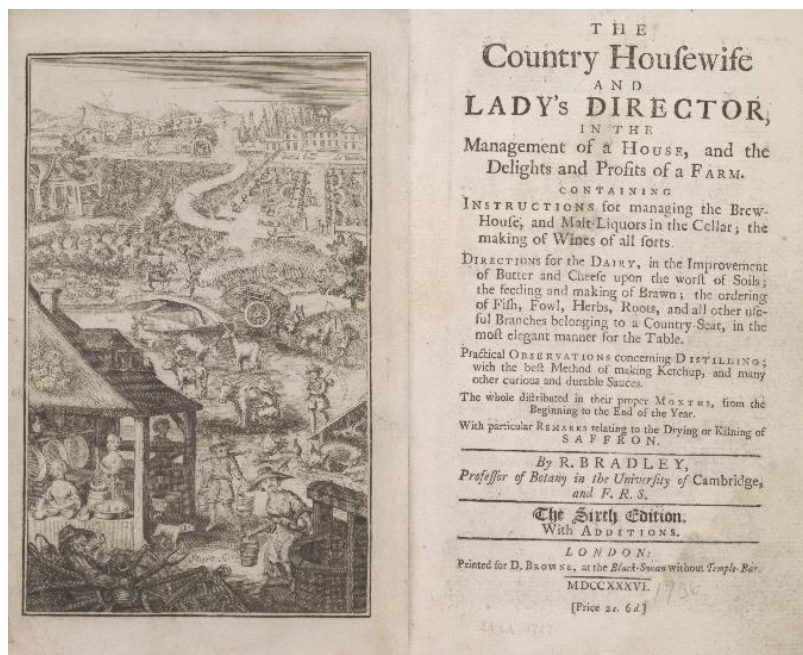 THE
Country Houſewife
AND
LADY's DIRECTOR,
IN THE
Management of a HOUSE, and the
Delights and Profits of a FARM.
CONTAINING
INSTRUCTIONS for managing the Brew-
Houſe, and Malt-Liquors in the Cellar; the
making of Wines of all ſorts.
DIRECTIONS for the DAIRY, in the Improvement
of Butter and Cheeſe upon the worſt of Soils;
the feeding and making of Brawn; the ordering
of Fiſh, Fowl, Herbs, Roots, and all other uſe-
ful Branches belonging to a Country-Seat, in the
moſt elegant manner for the Table.
Practical OBSERVATIONS concerning DISTILLING;
with the beſt Method of making Ketchup, and many
other curious and durable Sauces.
The whole diſtributed in their proper MONTHS, from the
Beginning to the End of the Year.
With particular REMARKS relating to the Drying or Kilning of
SAFFRON.
By R. BRADLEY,
Profeſſor of Botany in the Univerſity of Cambridge,
and F. R. S.
The Sixth Edition.
With ADDITIONS.
LONDON:
Printed for D. BROWNE, at the Black-Swan without Temple-Bar.
MDCCXXXVI. 1736
[Price 2s. 6d.]